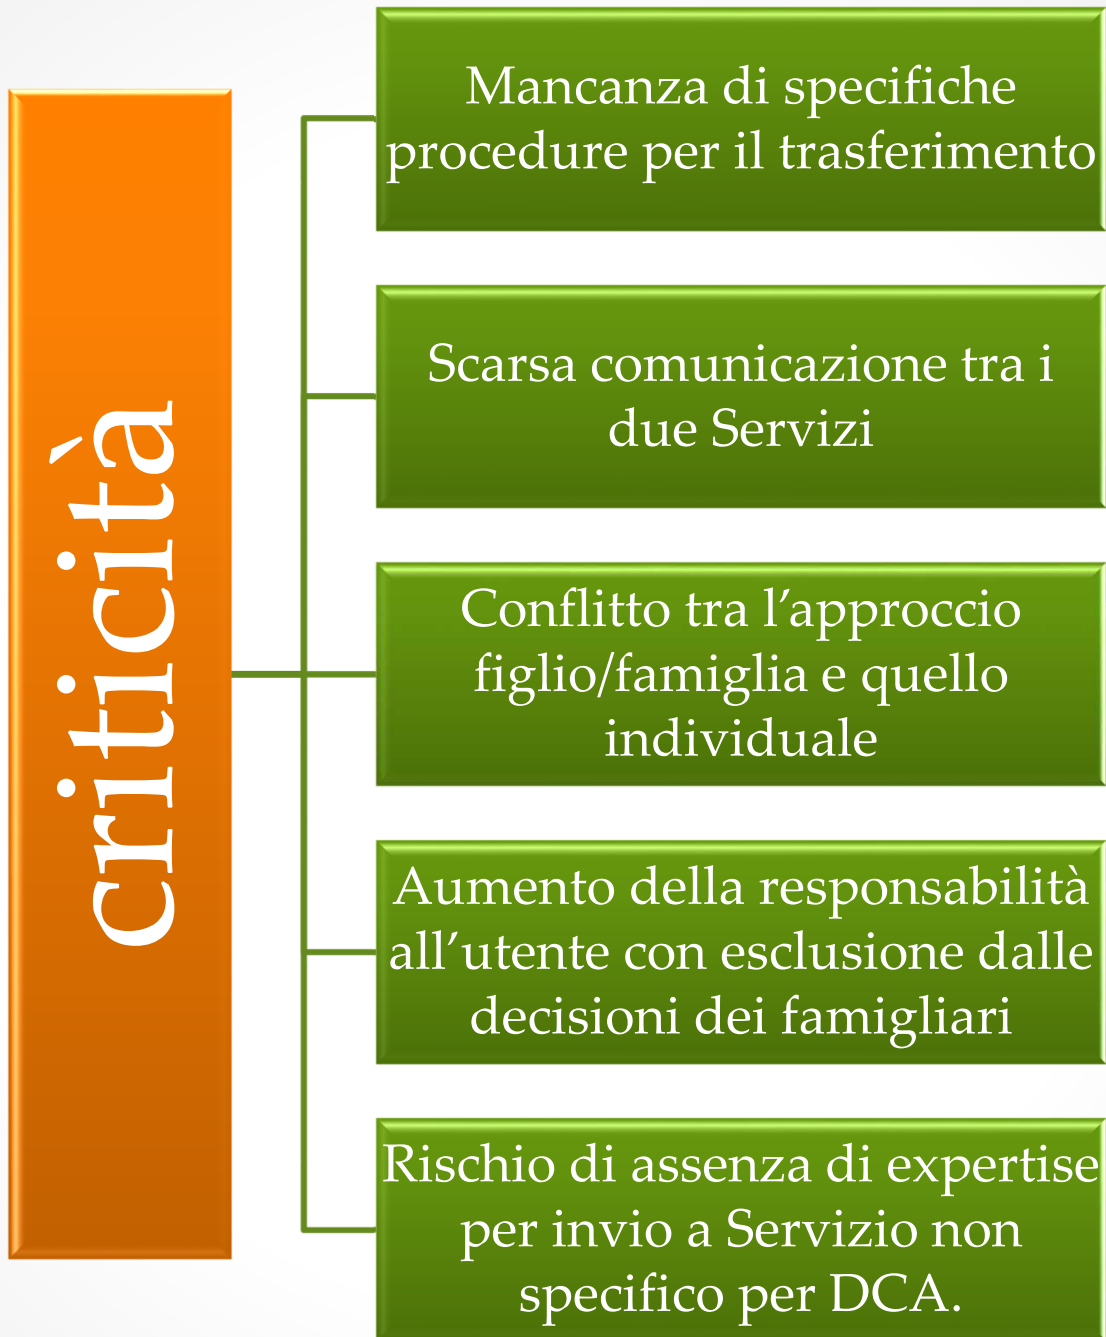 criticità
Mancanza di specifiche
procedure per il trasferimento
Scarsa comunicazione tra i
due Servizi
Conflitto tra l’approccio
figlio/famiglia e quello
individuale
Aumento della responsabilità
all’utente con esclusione dalle
decisioni dei famigliari
Rischio di assenza di expertise
per invio a Servizio non
specifico per DCA.